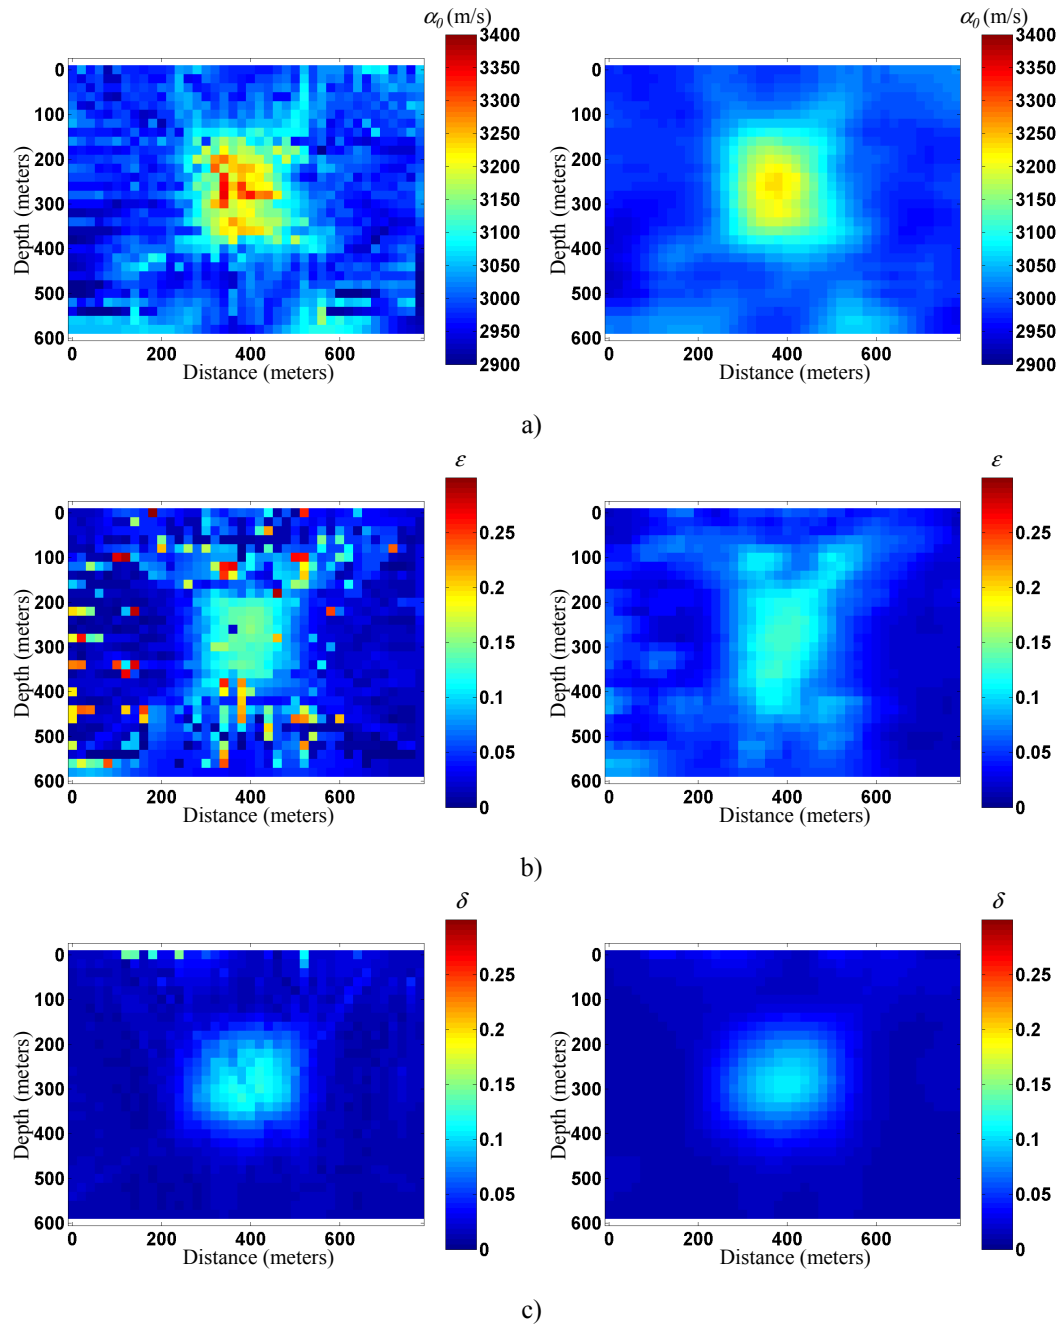 α0 (m/s) α0 (m/s)
3400 3400
0 0
3350 3350
100 3300 100 3300
3250 3250
200 200
3200 3200
300 3150 300 3150
3100 3100
400 400
3050 3050
500 3000 500 3000
2950 2950
600 600
0 200 400 600 2900 0 200 400 600 2900
Depth (meters) Depth (meters)
Distance (meters) Distance (meters)
a)
ε ε
0 0
0.25 0.25
100 100
0.2 0.2
200 200
0.15 0.15
300 300
400 0.1 400 0.1
500 0.05 500 0.05
600 600
0 200 400 600 0 0 200 400 600 0
Depth (meters) Depth (meters)
Distance (meters) Distance (meters)
b)
δ δ
0 0
0.25 0.25
100 100
0.2 0.2
200 200
0.15 0.15
300 300
400 0.1 400 0.1
500 0.05 500 0.05
600 600
0 200 400 600 0 0 200 400 600 0
Depth (meters) Depth (meters)
Distance (meters) Distance (meters)
c)